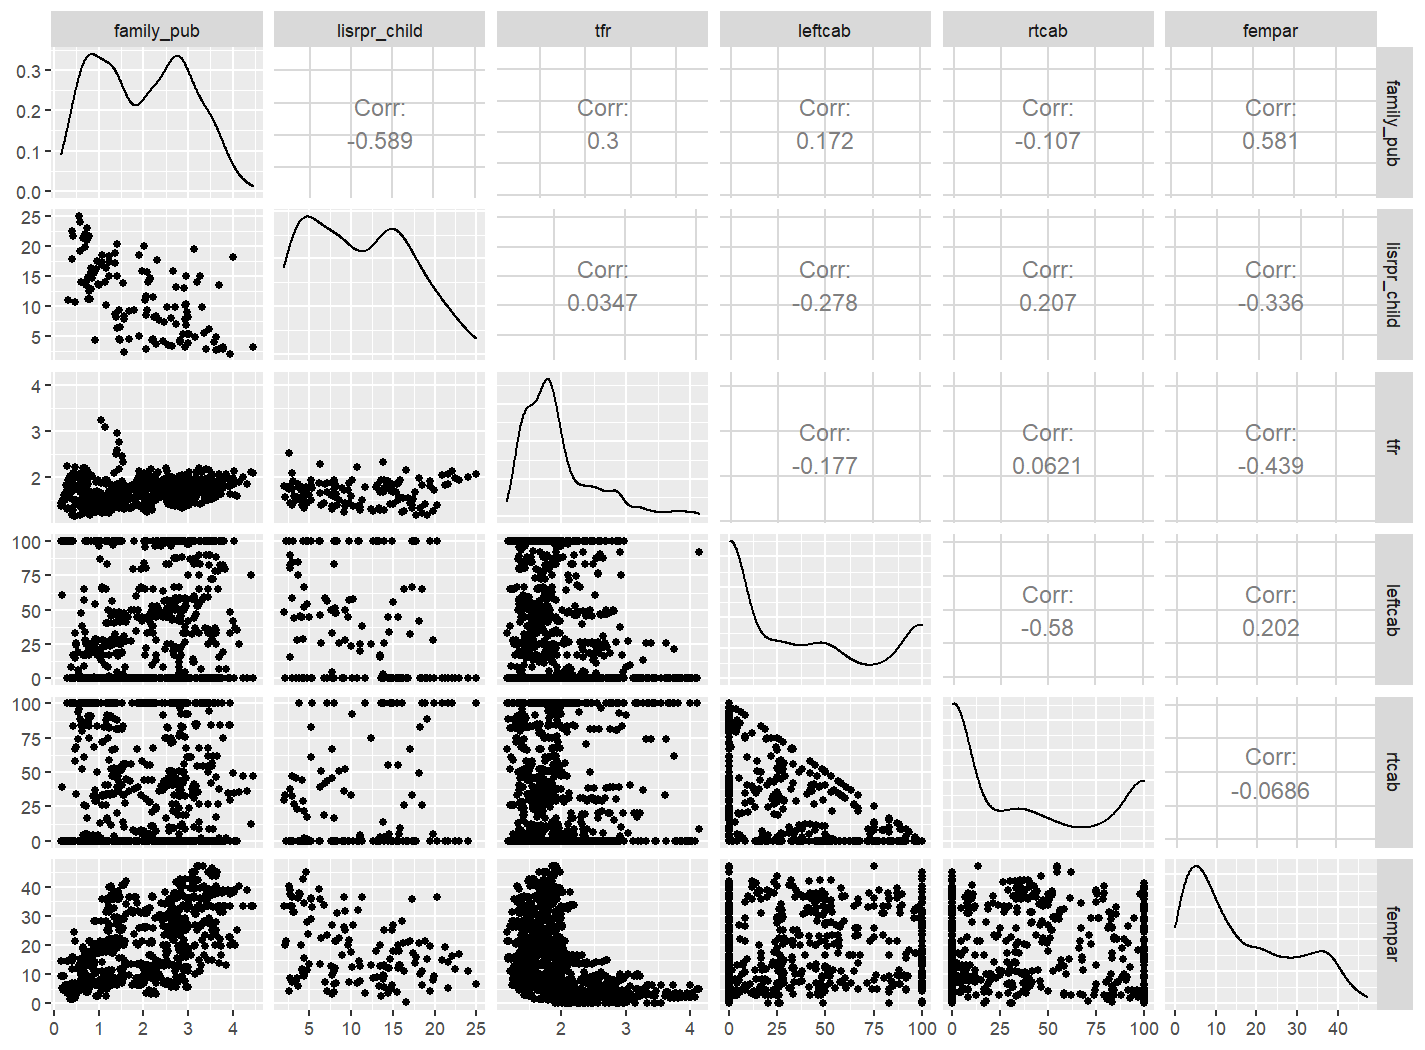 family_pub lisrpr_child tfr leftcab rtcab fempar
0.3
0.2
0.1
0.0
Corr:
-0.589
Corr:
0.3
Corr:
0.172
Corr:
-0.107
Corr:
0.581
family_pub
25
20
15
10
5
Corr:
0.0347
Corr:
-0.278
Corr:
0.207
Corr:
-0.336
lisrpr_child
4
3
2
Corr:
-0.177
Corr:
0.0621
Corr:
-0.439
tfr
100
75
50
25
0
Corr:
-0.58
Corr:
0.202
leftcab
100
75
50
25
0
Corr:
-0.0686
rtcab
40
30
20
10
0
fempar
0 1 2 3 4 5 10 15 20 25 2 3 4 0 25 50 75 100 0 25 50 75 100 0 10 20 30 40